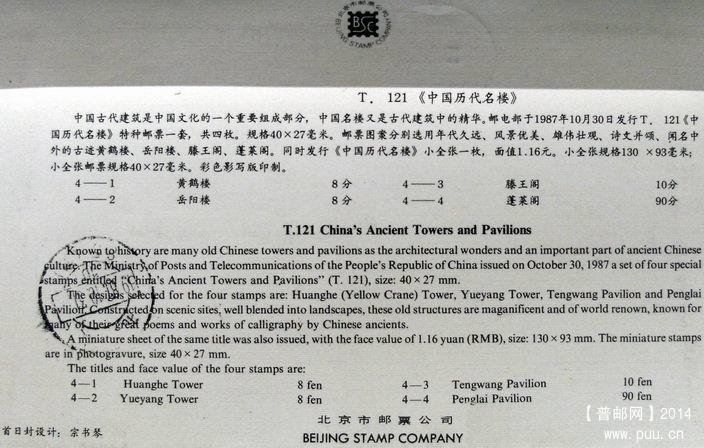 北京市邮票公司
BSC
BEIJING STAMP COMPANY
T．121《中国历代名楼》
中国古代建筑是中国文化的一个重要组成部分，中国名楼又是古代建筑中的精华。邮电部于1987年10月30日发行T．121《中
国历代名楼》特种邮票一套，共四枚。规格40×27毫米。邮票图案分别选用年代久远、风景优美、雄伟壮观、诗文并颂、闻名中
外的古迹黄鹤楼、岳阳楼、滕王阁、蓬莱阁。同时发行《中国历代名楼》小全张一枚，面值1.16元。小全张规格130×93毫米；
小全张邮票规格40×27毫米。彩色影写版印制。
4——1 黄鹤楼 8分 4——3 滕王阁 10分
4——2 岳阳楼 8分 4——4 蓬莱阁 90分
T.121 China's Ancient Towers and Pavilions
Known to history are many old Chinese towers and pavilions as the architectural wonders and an important part of ancient Chinese
culture. The Ministry of Posts and Telecommunications of the People's Republic of China issued on October 30, 1987 a set of four special
stamps entitled "China's Ancient Towers and Pavilions" (T. 121), size: 40×27 mm.
The designs selected for the four stamps are: Huanghe (Yellow Crane) Tower, Yueyang Tower, Tengwang Pavilion and Penglai
Pavilion. Constructed on scenic sites, well blended into landscapes, these old structures are maganificent and of world renown, known for
many of their great poems and works of calligraphy by Chinese ancients.
A miniature sheet of the same title was also issued, with the face value of 1.16 yuan (RMB), size: 130×93 mm. The miniature stamps
are in photogravure, size 40×27 mm.
The titles and face value of the four stamps are:
4—1 Huanghe Tower 8 fen 4—3 Tengwang Pavilion 10 fen
4—2 Yueyang Tower 8 fen 4—4 Penglai Pavilion 90 fen
首日封设计：宗书琴
北京市邮票公司
BEIJING STAMP COMPANY
【普邮网】2014
www.puu.cn